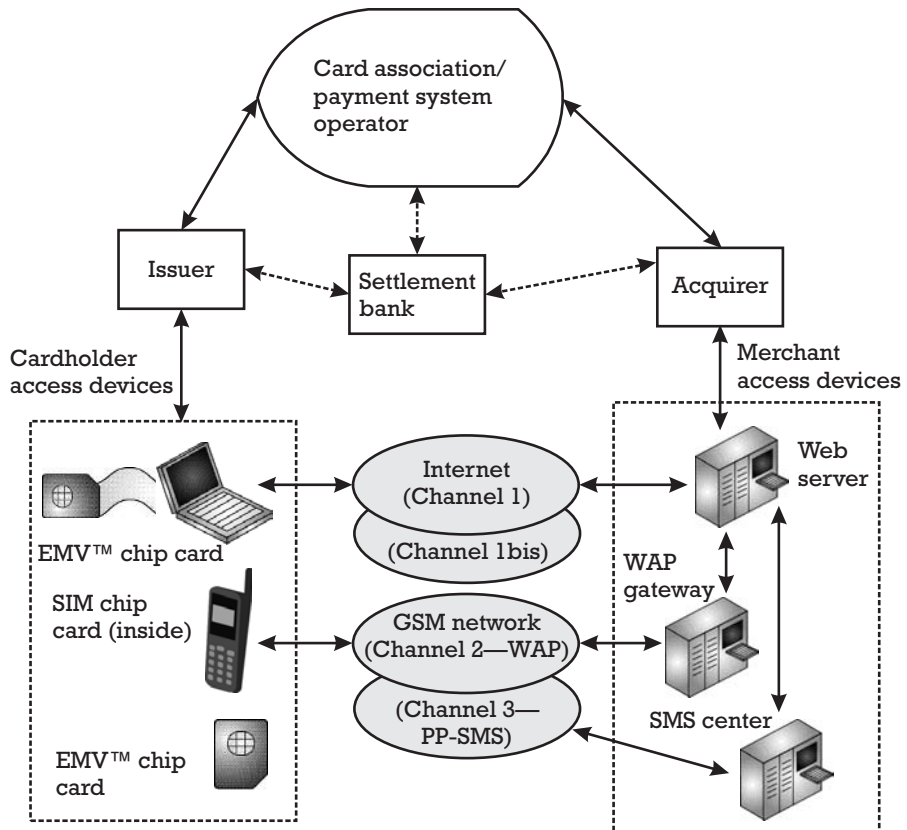 Card association/
payment system
operator
Issuer
Settlement
bank
Acquirer
Cardholder
access devices
Merchant
access devices
Internet
(Channel 1)
Web
server
(Channel 1bis)
EMV™ chip card
WAP
gateway
SIM chip
card (inside)
GSM network
(Channel 2—WAP)
(Channel 3—
PP-SMS)
SMS center
EMV™ chip
card